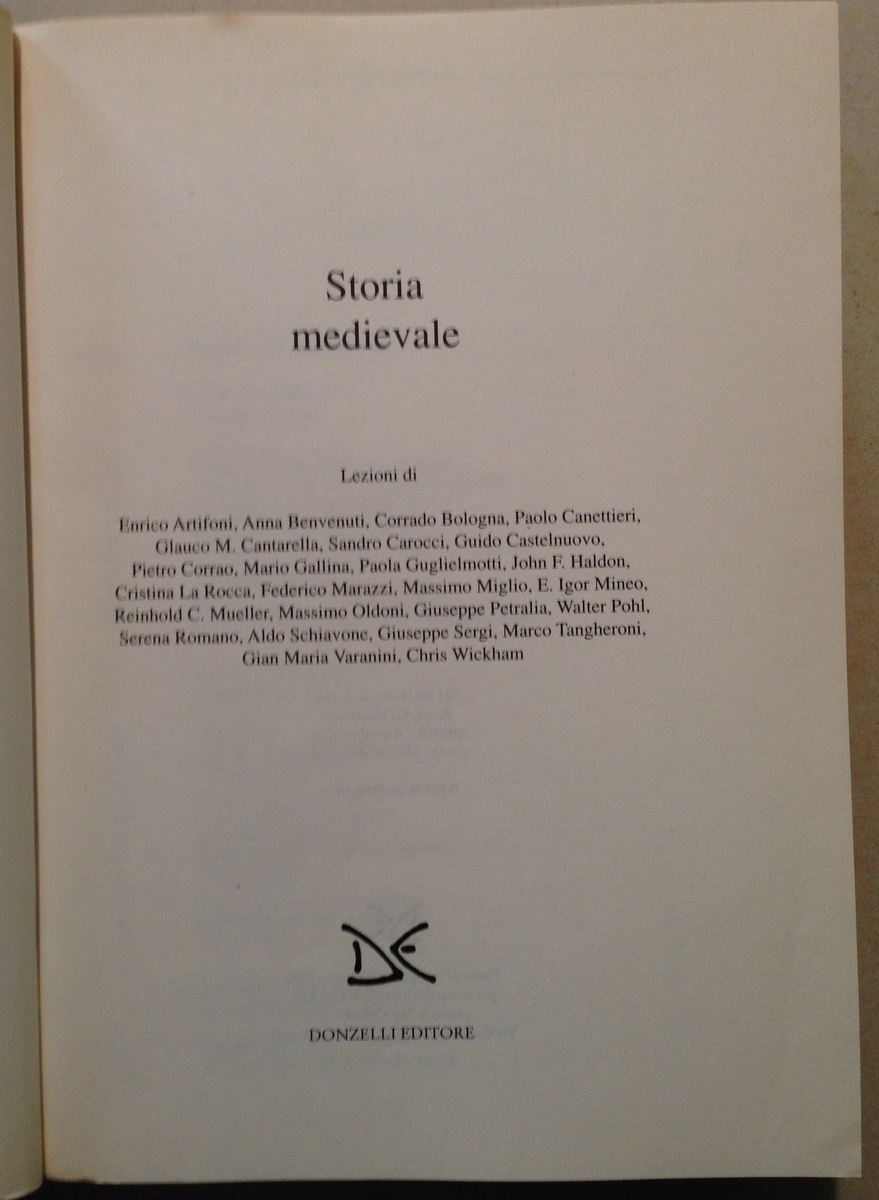 Storia
medievale
Lezioni di
Enrico Artifoni, Anna Benvenuti, Corrado Bologna, Paolo Canettieri,
Glauco M. Cantarella, Sandro Carocci, Guido Castelnuovo,
Pietro Corrao, Mario Gallina, Paola Guglielmotti, John F. Haldon,
Cristina La Rocca, Federico Marazzi, Massimo Miglio, E. Igor Mineo,
Reinhold C. Mueller, Massimo Oldoni, Giuseppe Petralia, Walter Pohl,
Serena Romano, Aldo Schiavone, Giuseppe Sergi, Marco Tangheroni,
Gian Maria Varanini, Chris Wickham
DE
DONZELLI EDITORE